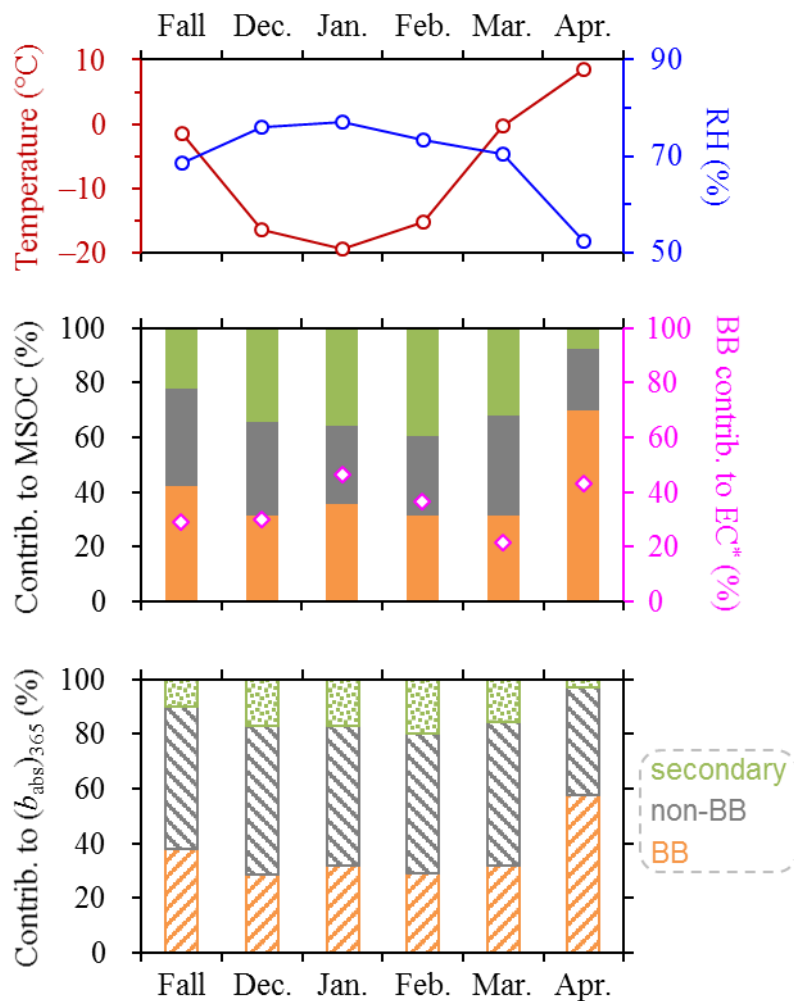 Fall Dec. Jan. Feb. Mar. Apr.
Temperature (°C)
10
0
−10
−20
90
70
50
RH (%)
Contrib. to MSOC (%)
100
80
60
40
20
0
100
80
60
40
20
0
BB contrib. to EC* (%)
Contrib. to (b_abs)_365 (%)
100
80
60
40
20
0
secondary
non-BB
BB
Fall Dec. Jan. Feb. Mar. Apr.